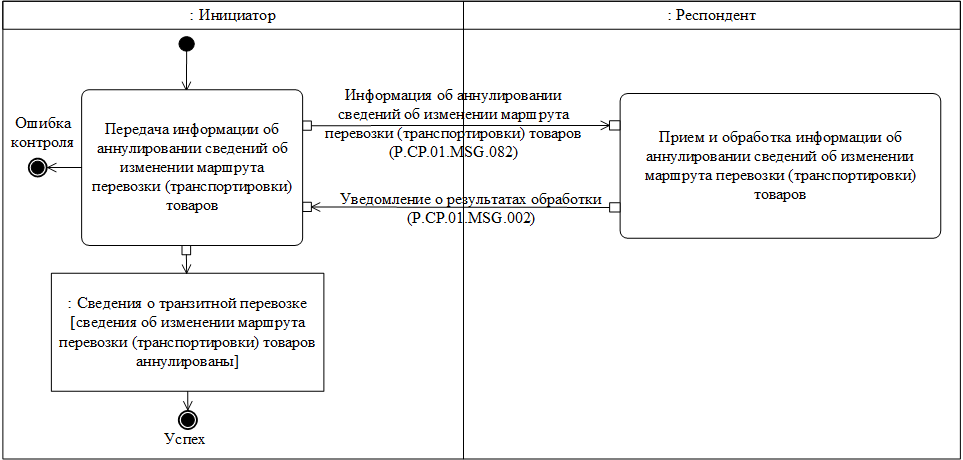 : Инициатор
: Респондент
Ошибка
контроля
Передача информации об
аннулировании сведений об
изменении маршрута
перевозки (транспортировки)
товаров
Информация об аннулировании
сведений об изменении маршрута
перевозки (транспортировки) товаров
(P.CP.01.MSG.082)
Прием и обработка информации об
аннулировании сведений об изменении
маршрута перевозки (транспортировки)
товаров
Уведомление о результатах обработки
(P.CP.01.MSG.002)
: Сведения о транзитной перевозке
[сведения об изменении маршрута
перевозки (транспортировки) товаров
аннулированы]
Успех